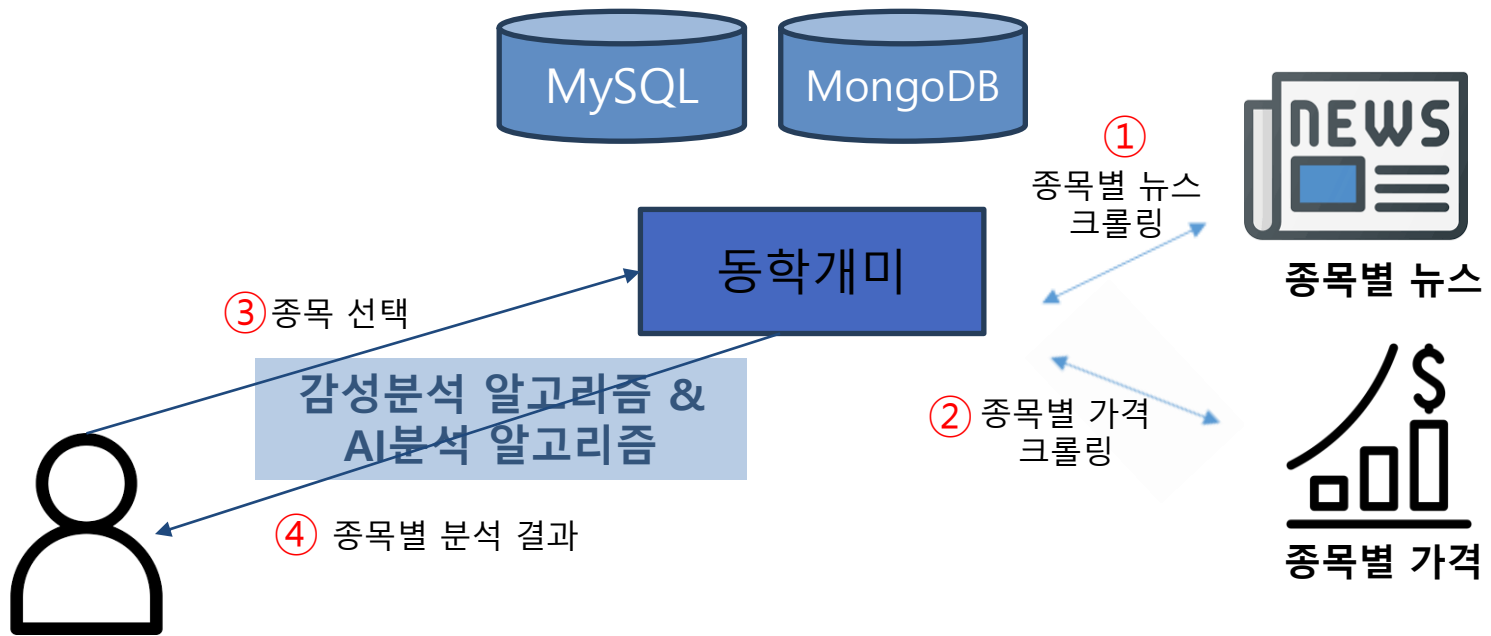 MySQL
MongoDB
NEWS
①
종목별 뉴스
크롤링
동학개미
종목별 뉴스
③ 종목 선택
$
감성분석 알고리즘 &
AI분석 알고리즘
② 종목별 가격
크롤링
④ 종목별 분석 결과
종목별 가격